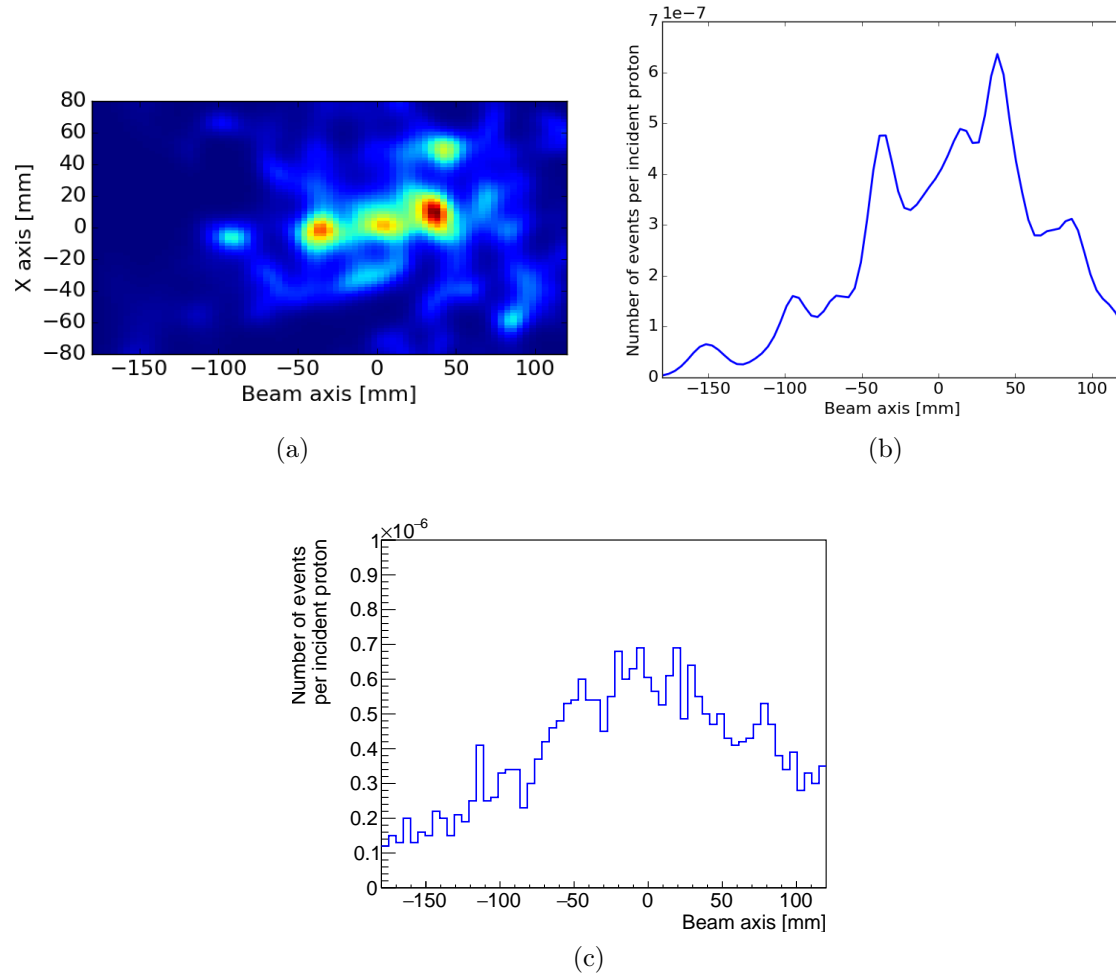 80
60
40
20
0
−20
−40
−60
−80
X axis [mm]
−150 −100 −50 0 50 100
Beam axis [mm]
(a)
1e−7
7
6
5
4
3
2
1
0
Number of events per incident proton
−150 −100 −50 0 50 100
Beam axis [mm]
(b)
×10−6
1
0.9
0.8
0.7
0.6
0.5
0.4
0.3
0.2
0.1
0
Number of events
per incident proton
−150 −100 −50 0 50 100
Beam axis [mm]
(c)